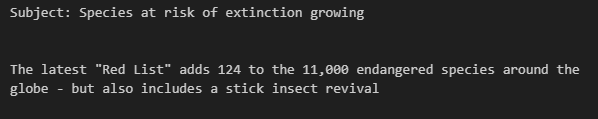 Subject: Species at risk of extinction growing
The latest "Red List" adds 124 to the 11,000 endangered species around the
globe - but also includes a stick insect revival